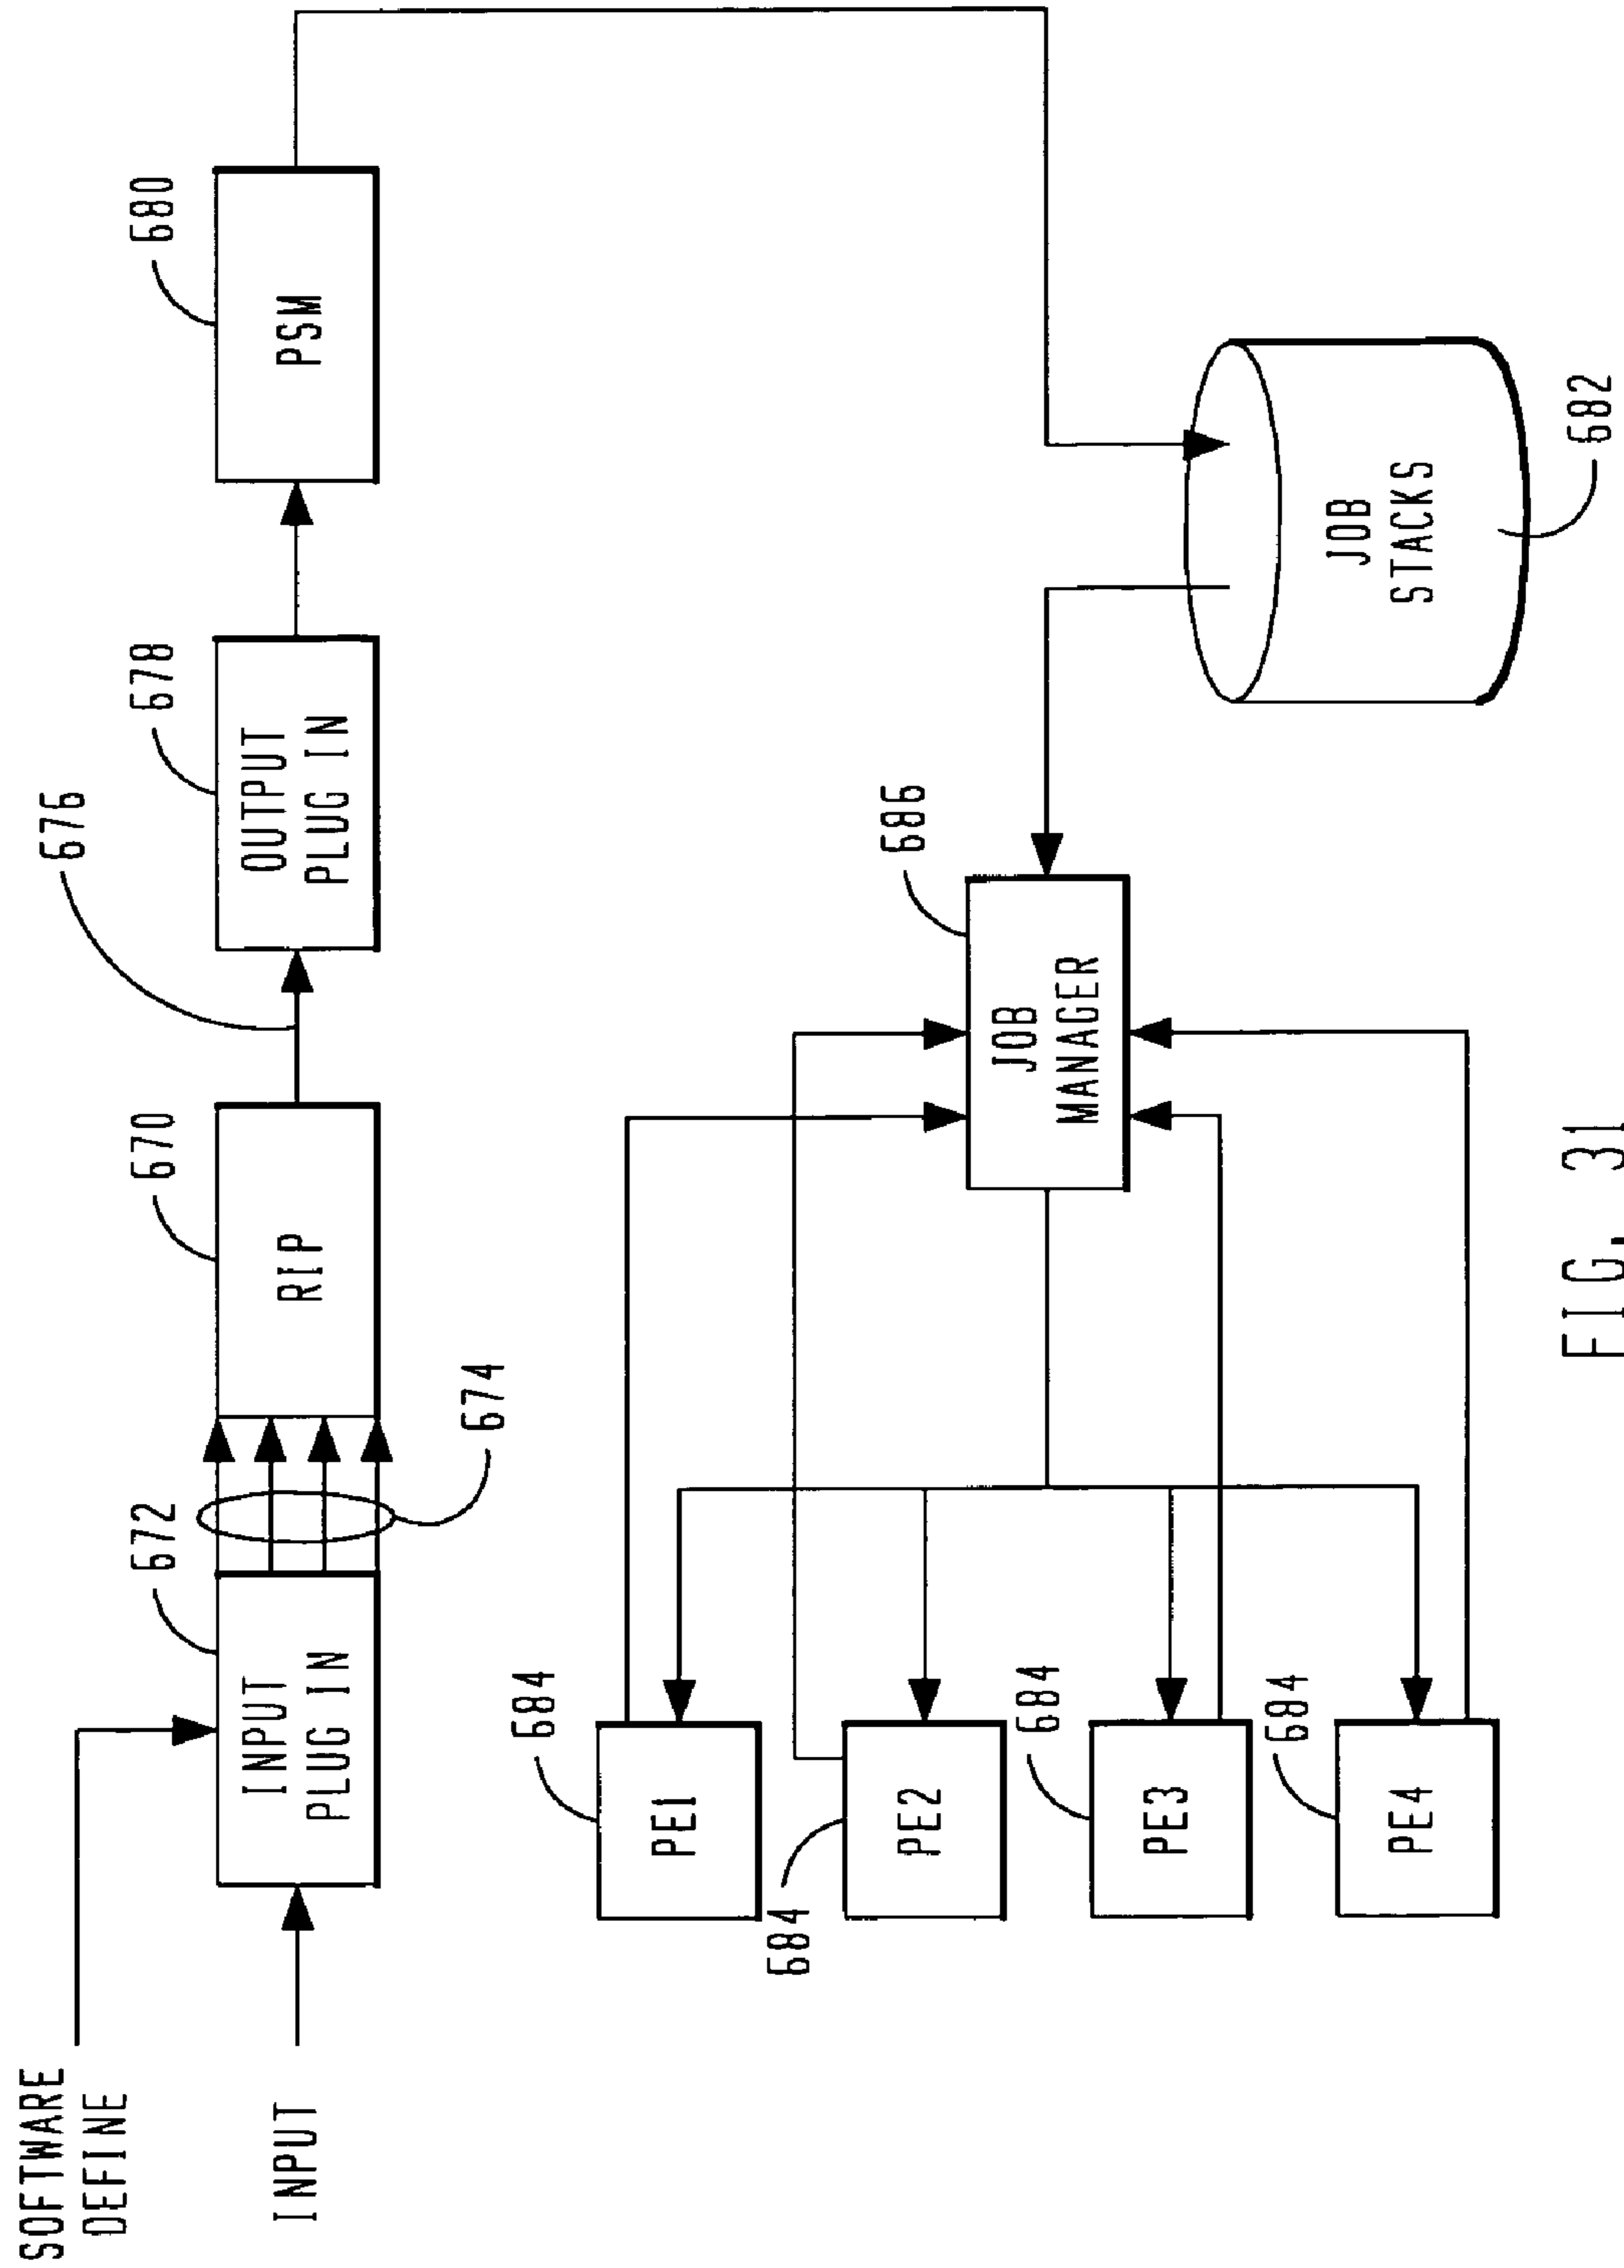 SOFTWARE
DEFINE
INPUT
672
INPUT
PLUG IN
674
670
RIP
676
678
OUTPUT
PLUG IN
680
PSM
684
PE1
684
PE2
684
PE3
684
PE4
686
JOB
MANAGER
JOB
STACKS
682
FIG. 31